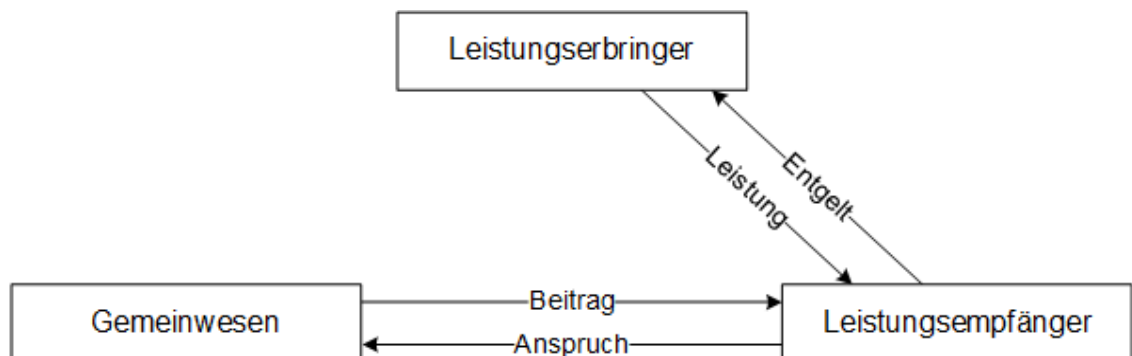 Leistungserbringer
Leistung
Entgelt
Gemeinwesen
Beitrag
Anspruch
Leistungsempfänger